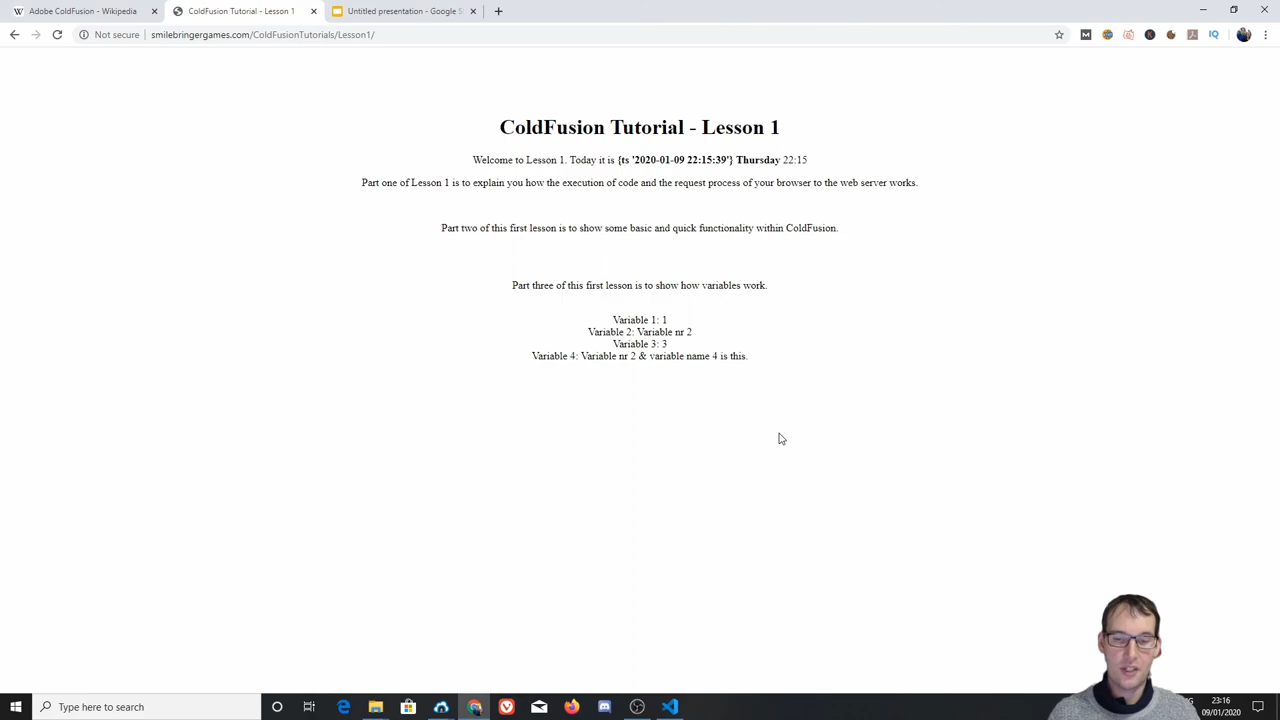 Adobe ColdFusion - Wikipedia
ColdFusion Tutorial - Lesson 1
Untitled presentation - Google S
Not secure
smilebringergames.com/ColdFusionTutorials/Lesson1/
ColdFusion Tutorial - Lesson 1
Welcome to Lesson 1. Today it is {ts '2020-01-09 22:15:39'} Thursday 22:15
Part one of Lesson 1 is to explain you how the execution of code and the request process of your browser to the web server works.
Part two of this first lesson is to show some basic and quick functionality within ColdFusion.
Part three of this first lesson is to show how variables work.
Variable 1: 1
Variable 2: Variable nr 2
Variable 3: 3
Variable 4: Variable nr 2 & variable name 4 is this.
Type here to search
23:16
09/01/2020